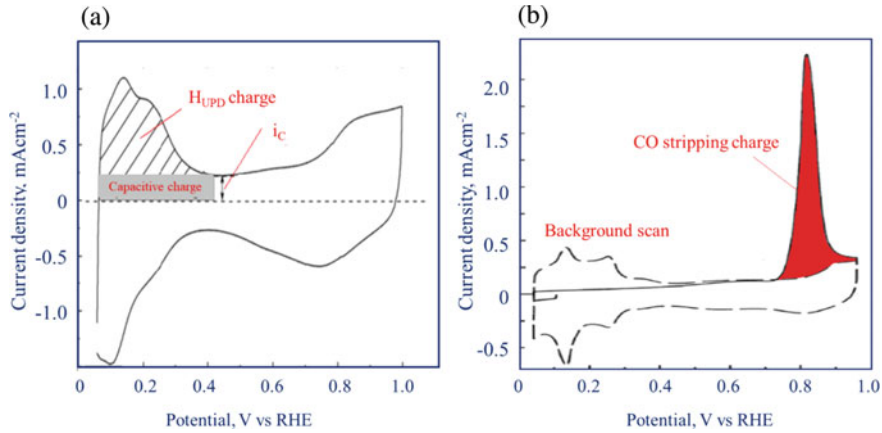 (a)
Current density, mAcm-2
1.0
0.5
0
-0.5
-1.0
HUPD charge
iC
Capacitive charge
0 0.2 0.4 0.6 0.8 1.0
Potential, V vs RHE
(b)
Current density, mAcm-2
2.0
1.5
1.0
0.5
0
-0.5
CO stripping charge
Background scan
0 0.2 0.4 0.6 0.8 1.0
Potential, V vs RHE